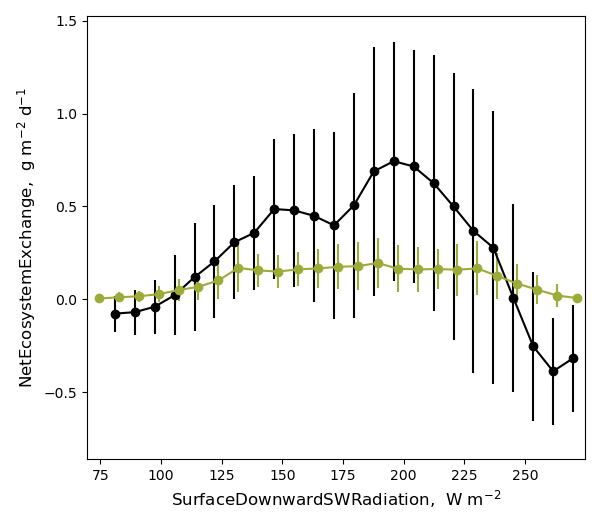 1.5
1.0
0.5
0.0
−0.5
NetEcosystemExchange, g m⁻² d⁻¹
75 100 125 150 175 200 225 250
SurfaceDownwardSWRadiation, W m⁻²